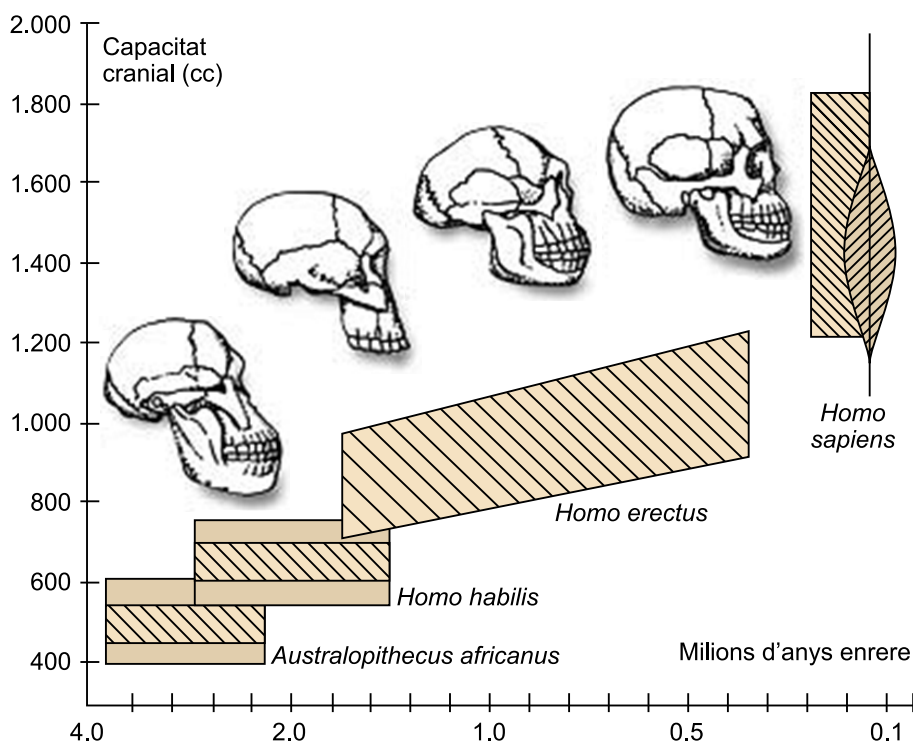 2.000
Capacitat
cranial (cc)
1.800
1.600
1.400
1.200
1.000
800
600
400
Homo
sapiens
Homo erectus
Homo habilis
Australopithecus africanus
Milions d'anys enrere
4.0 2.0 1.0 0.5 0.1